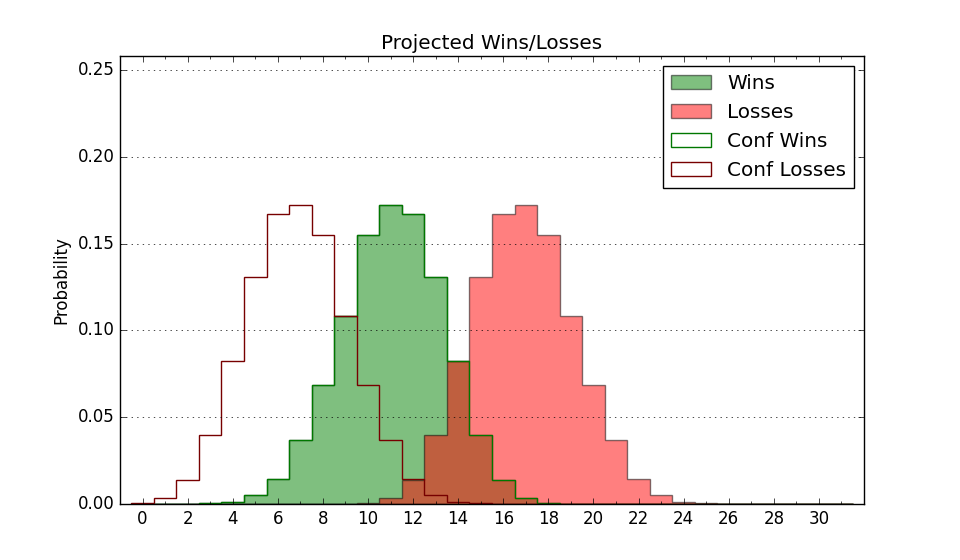 Projected Wins/Losses
0.25
0.20
0.15
0.10
0.05
0.00
Probability
Wins
Losses
Conf Wins
Conf Losses
0 2 4 6 8 10 12 14 16 18 20 22 24 26 28 30